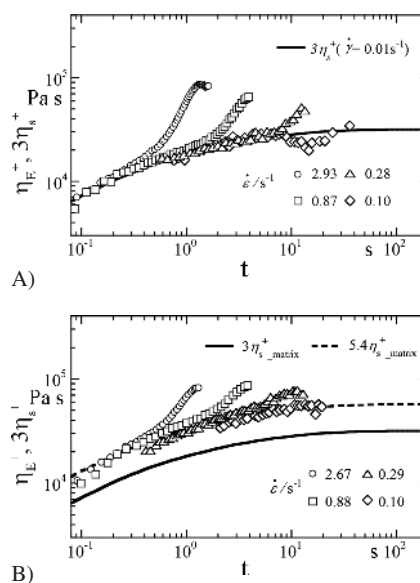 3η_s^+( γ̇ = 0.01s^-1)
10^5
Pa s
η_E^+, 3η_s^+
10^4
ε̇ /s^-1
○ 2.93 △ 0.28
□ 0.87 ◇ 0.10
10^-1 10^0 10^1 s 10^2
t
A)
3η_s_matrix^+ 5.4η_s_matrix^+
10^5
Pa s
10^4
ε̇ /s^-1
○ 2.67 △ 0.29
□ 0.88 ◇ 0.10
10^-1 10^0 10^1 s 10^2
t
B)